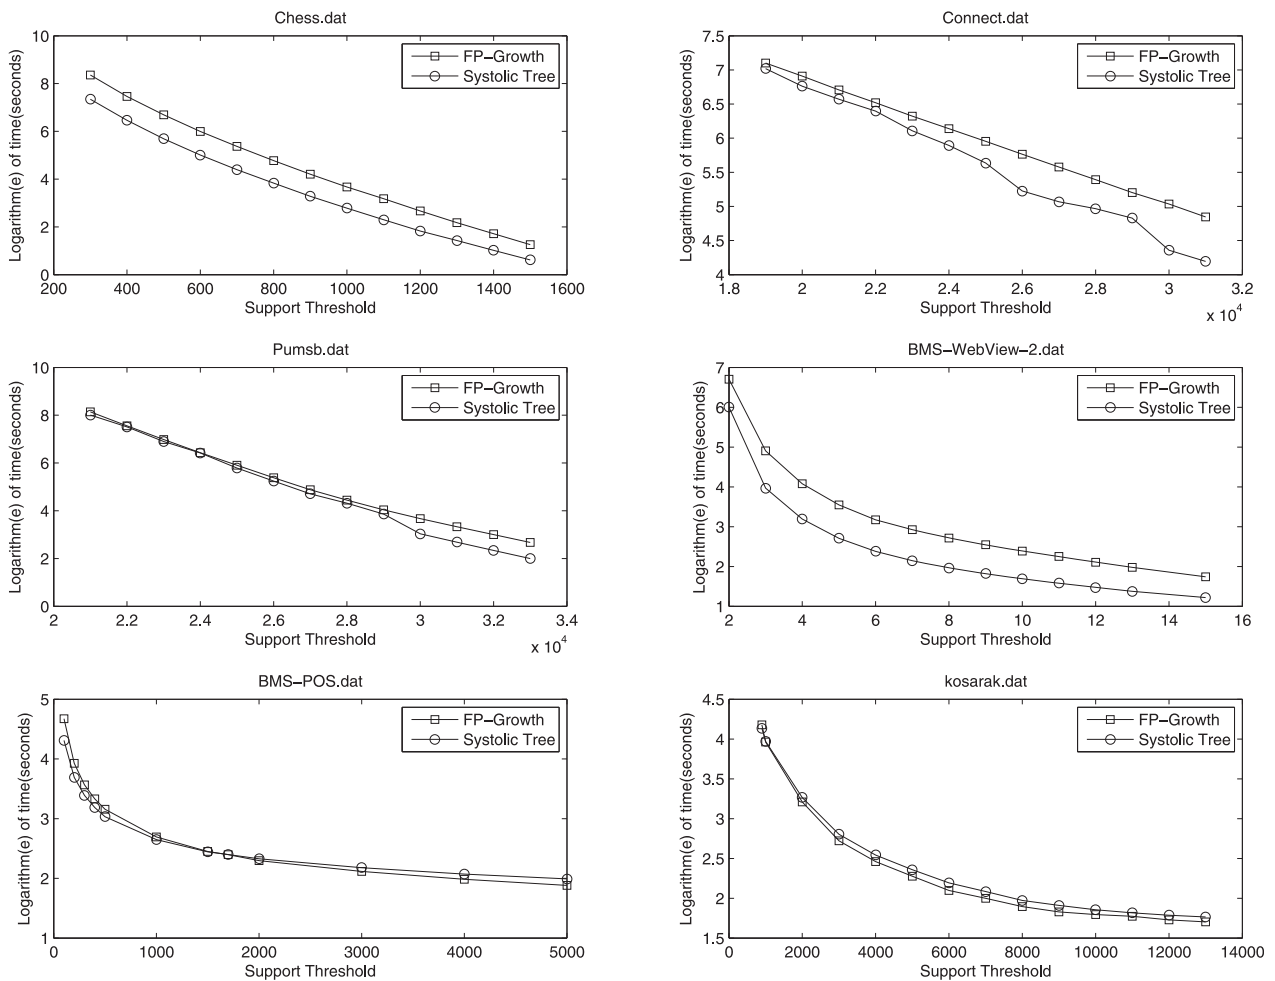 Chess.dat
Logarithm(e) of time(seconds)
10
8
6
4
2
0
FP−Growth
Systolic Tree
200 400 600 800 1000 1200 1400 1600
Support Threshold
Connect.dat
Logarithm(e) of time(seconds)
7.5
7
6.5
6
5.5
5
4.5
4
FP−Growth
Systolic Tree
1.8 2 2.2 2.4 2.6 2.8 3 3.2
Support Threshold
x 10⁴
Pumsb.dat
Logarithm(e) of time(seconds)
10
8
6
4
2
0
FP−Growth
Systolic Tree
2 2.2 2.4 2.6 2.8 3 3.2 3.4
Support Threshold
x 10⁴
BMS−WebView−2.dat
Logarithm(e) of time(seconds)
7
6
5
4
3
2
1
FP−Growth
Systolic Tree
2 4 6 8 10 12 14 16
Support Threshold
BMS−POS.dat
Logarithm(e) of time(seconds)
5
4
3
2
1
FP−Growth
Systolic Tree
0 1000 2000 3000 4000 5000
Support Threshold
kosarak.dat
Logarithm(e) of time(seconds)
4.5
4
3.5
3
2.5
2
1.5
FP−Growth
Systolic Tree
0 2000 4000 6000 8000 10000 12000 14000
Support Threshold